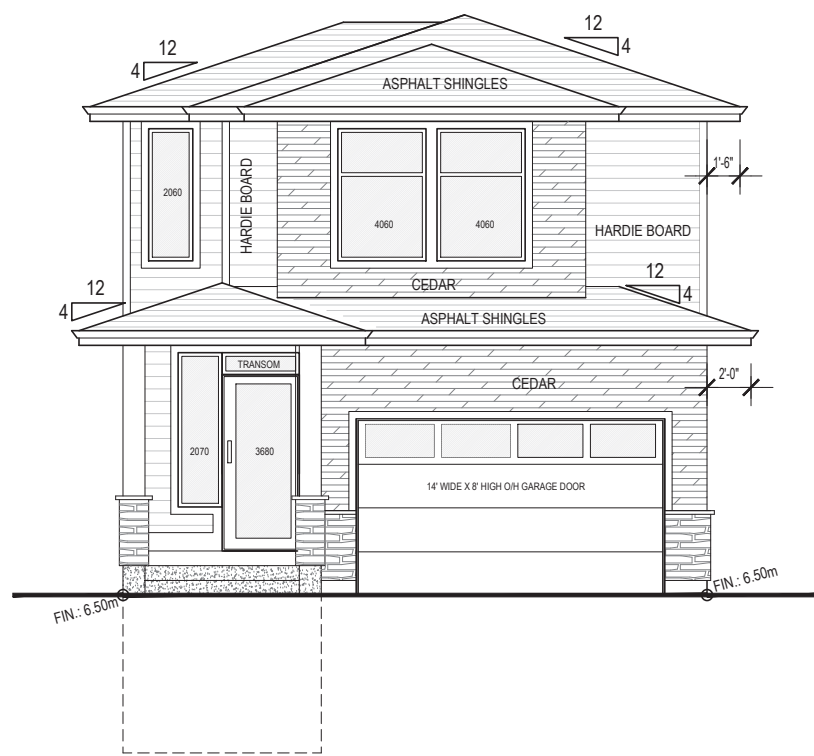 12
4
12
4
ASPHALT SHINGLES
1'-6"
2060
HARDIE BOARD
4060
4060
HARDIE BOARD
CEDAR
12
4
12
4
ASPHALT SHINGLES
TRANSOM
2'-0"
CEDAR
2070
3680
14' WIDE X 8' HIGH O/H GARAGE DOOR
FIN.: 6.50m
FIN.: 6.50m